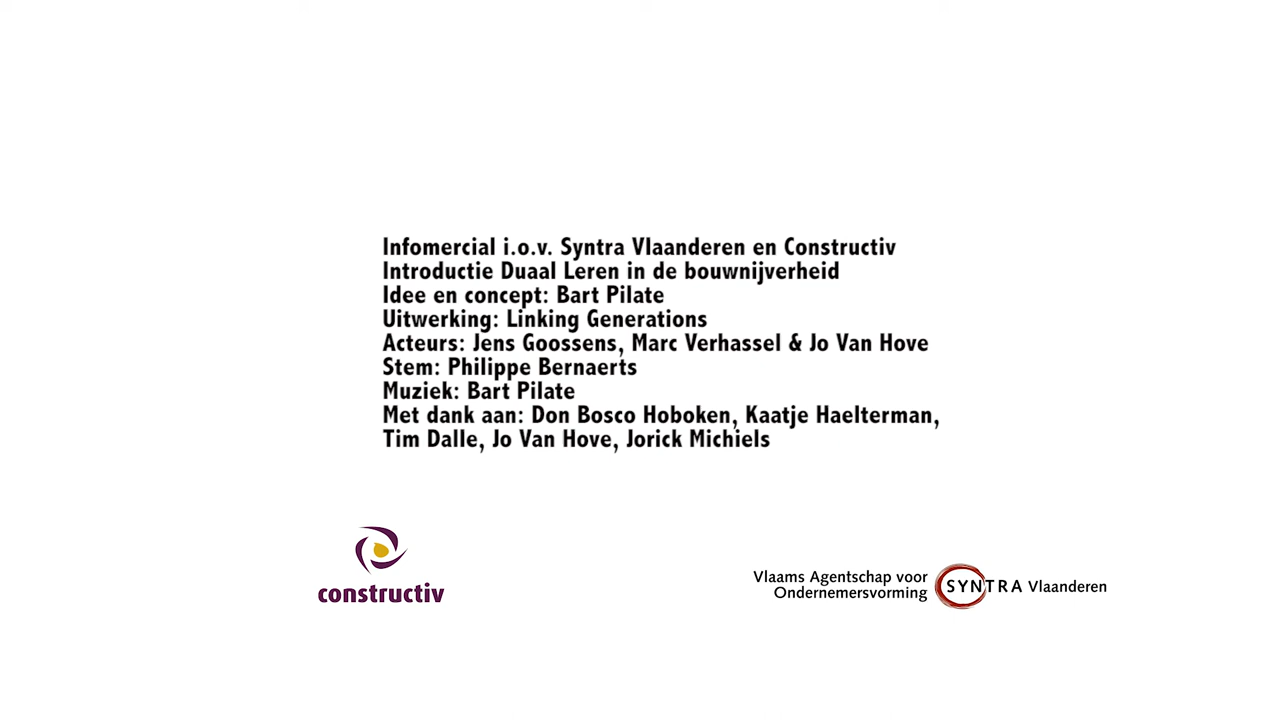 Infomercial i.o.v. Syntra Vlaanderen en Constructiv
Introductie Duaal Leren in de bouwnijverheid
Idee en concept: Bart Pilate
Uitwerking: Linking Generations
Acteurs: Jens Goossens, Marc Verhassel & Jo Van Hove
Stem: Philippe Bernaerts
Muziek: Bart Pilate
Met dank aan: Don Bosco Hoboken, Kaatje Haelterman,
Tim Dalle, Jo Van Hove, Jorick Michiels
constructiv
Vlaams Agentschap voor
Ondernemersvorming
SYNTRA Vlaanderen